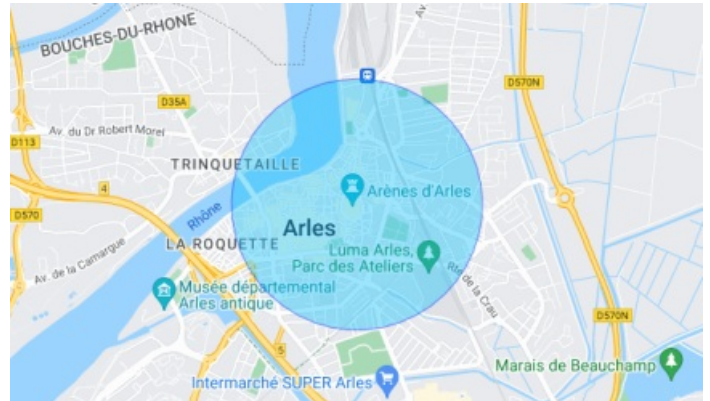 BOUCHES-DU-RHONE
D570N
D35A
Av. du Dr Robert Morel
D113
TRINQUETAILLE
4
Arènes d'Arles
D570
Rhône
Arles
LA ROQUETTE
Luma Arles,
Parc des Ateliers
Av. de la Camargue
Rte de la Crau
Musée départemental
Arles antique
D570N
5
Marais de Beauchamp
Intermarché SUPER Arles